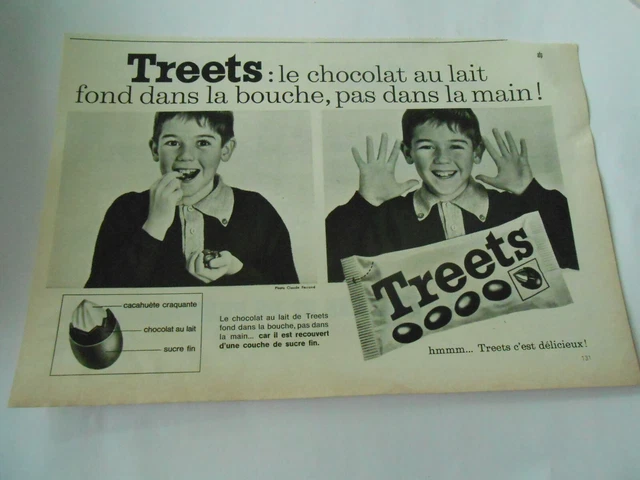 Treets : le chocolat au lait
fond dans la bouche, pas dans la main !
cacahuète craquante
chocolat au lait
sucre fin
Le chocolat au lait de Treets
fond dans la bouche, pas dans
la main... car il est recouvert
d'une couche de sucre fin.
Treets
hmmm... Treets c'est délicieux!